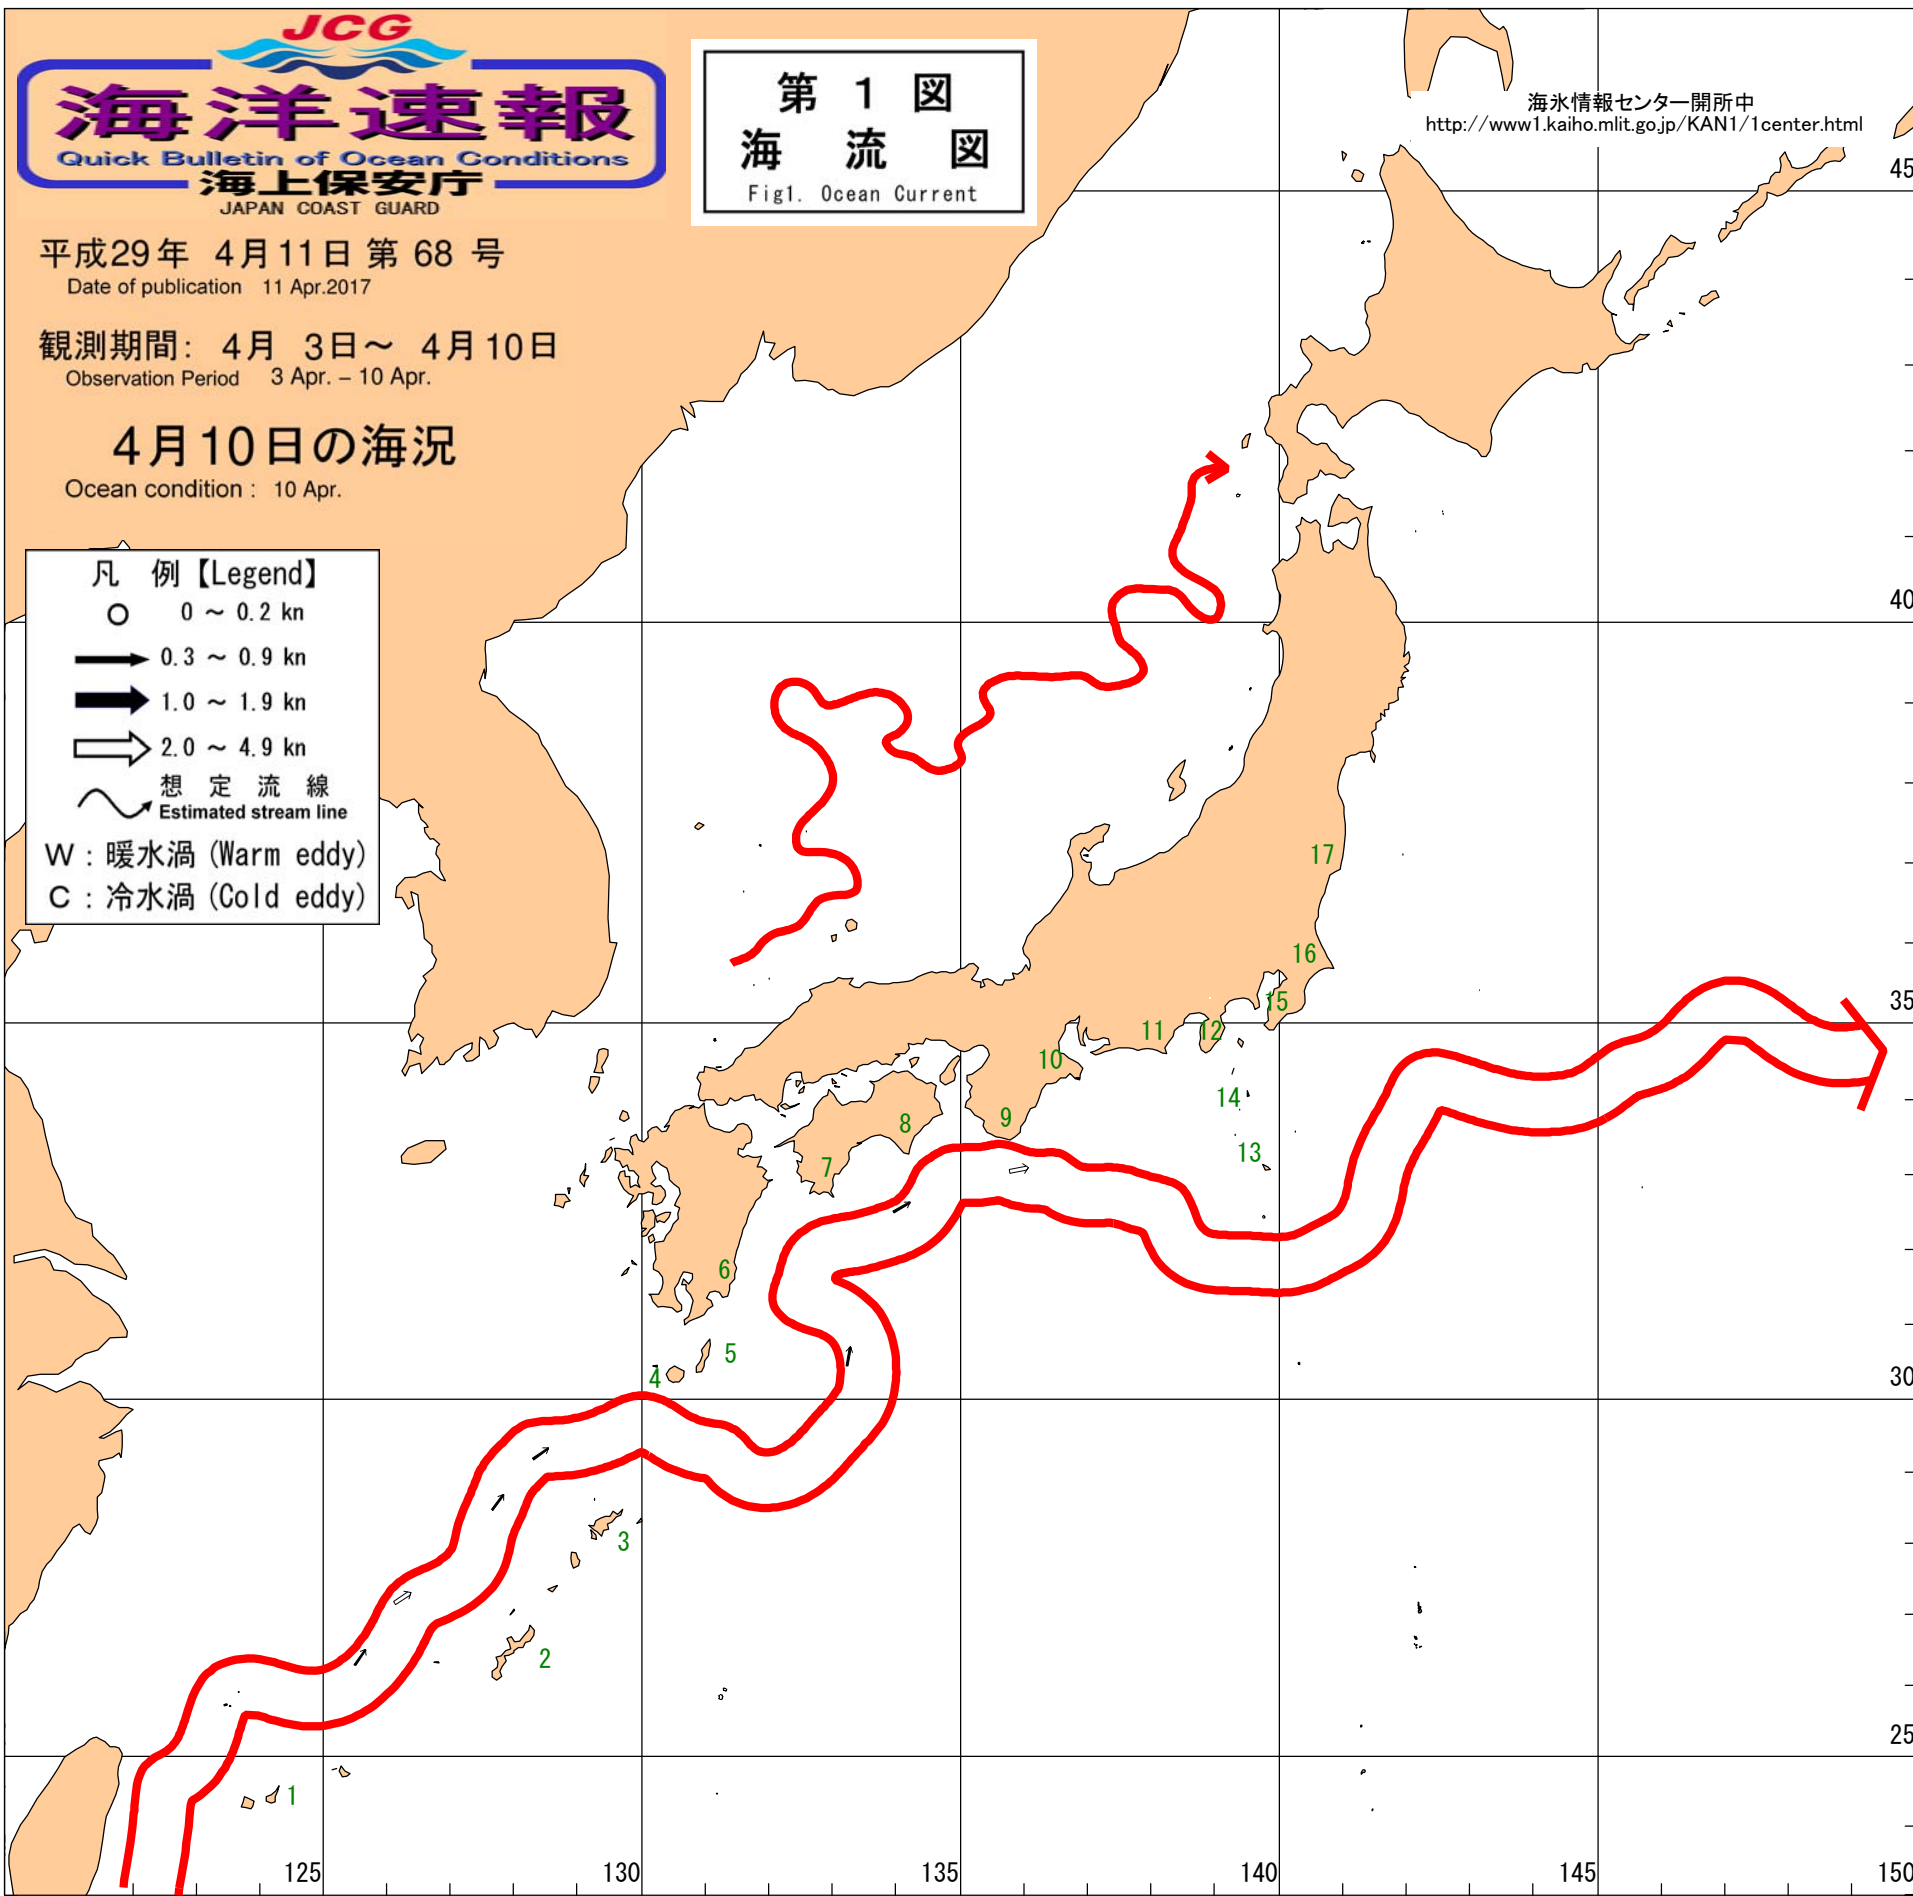 JCG
海洋速報
Quick Bulletin of Ocean Conditions
海上保安庁
JAPAN COAST GUARD
平成29年 4月11日 第 68 号
Date of publication 11 Apr.2017
観測期間: 4月 3日～ 4月10日
Observation Period 3 Apr. – 10 Apr.
4月10日の海況
Ocean condition : 10 Apr.
第 1 図
海 流 図
Fig1. Ocean Current
海氷情報センター開所中
http://www1.kaiho.mlit.go.jp/KAN1/1center.html
凡 例【Legend】
0 ～ 0.2 kn
0.3 ～ 0.9 kn
1.0 ～ 1.9 kn
2.0 ～ 4.9 kn
想 定 流 線
Estimated stream line
W : 暖水渦 (Warm eddy)
C : 冷水渦 (Cold eddy)
45
40
17
16
15
35
12
11
10
14
9
8
13
7
6
5
4
30
3
2
25
1
125
130
135
140
145
150